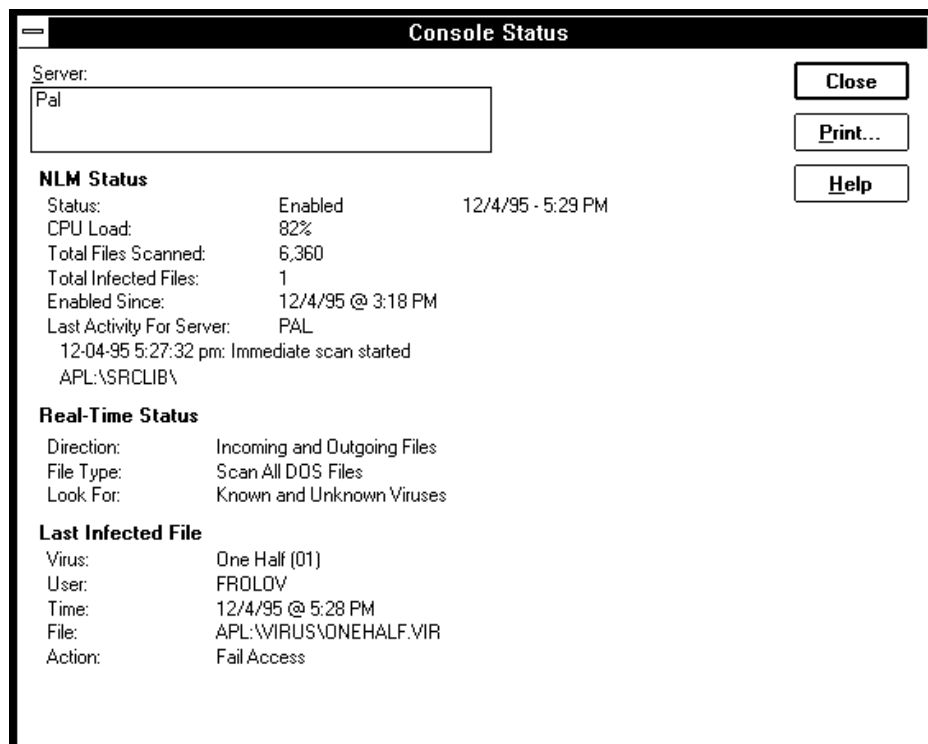 Console Status
Server:
Pal
Close
Print...
Help
NLM Status
Status: Enabled 12/4/95 - 5:29 PM
CPU Load: 82%
Total Files Scanned: 6,360
Total Infected Files: 1
Enabled Since: 12/4/95 @ 3:18 PM
Last Activity For Server: PAL
12-04-95 5:27:32 pm: Immediate scan started
APL:\SRCLIB\
Real-Time Status
Direction: Incoming and Outgoing Files
File Type: Scan All DOS Files
Look For: Known and Unknown Viruses
Last Infected File
Virus: One Half (01)
User: FROLOV
Time: 12/4/95 @ 5:28 PM
File: APL:\VIRUS\ONEHALF.VIR
Action: Fail Access